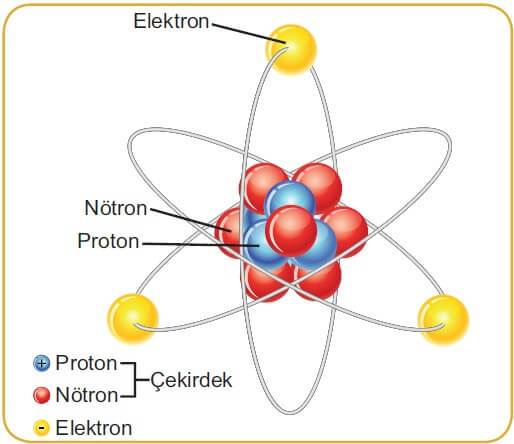 Elektron
Nötron
Proton
+ Proton
Nötron
Çekirdek
- Elektron